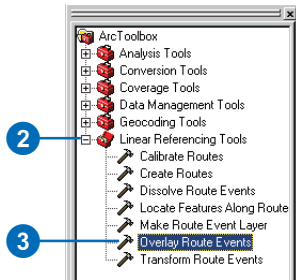 ArcToolbox
Analysis Tools
Conversion Tools
Coverage Tools
Data Management Tools
Geocoding Tools
2 Linear Referencing Tools
Calibrate Routes
Create Routes
Dissolve Route Events
Locate Features Along Route
Make Route Event Layer
3 Overlay Route Events
Transform Route Events